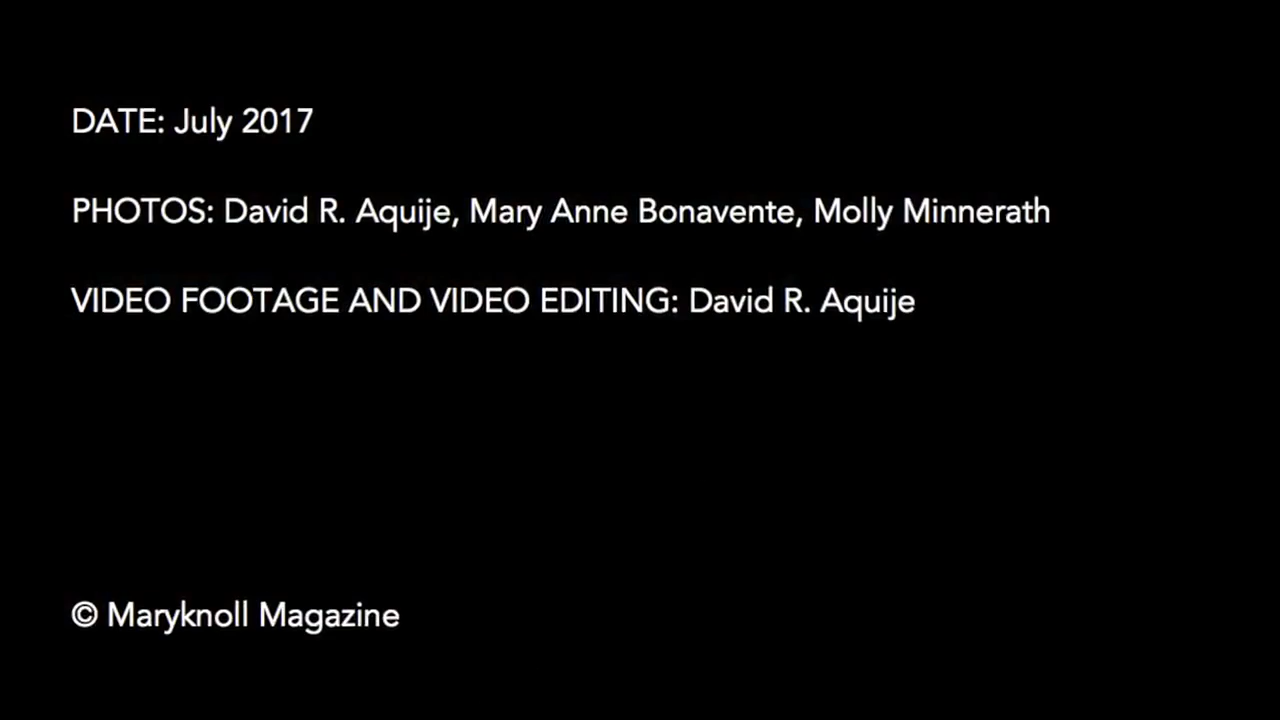 DATE: July 2017
PHOTOS: David R. Aquije, Mary Anne Bonavente, Molly Minnerath
VIDEO FOOTAGE AND VIDEO EDITING: David R. Aquije
© Maryknoll Magazine